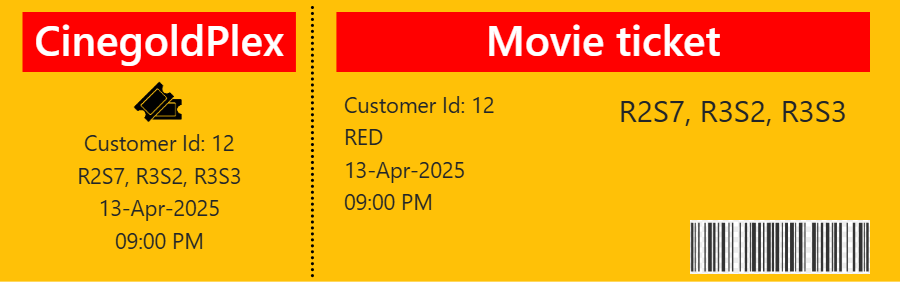 CinegoldPlex
Customer Id: 12
R2S7, R3S2, R3S3
13-Apr-2025
09:00 PM
Movie ticket
Customer Id: 12
RED
13-Apr-2025
09:00 PM
R2S7, R3S2, R3S3